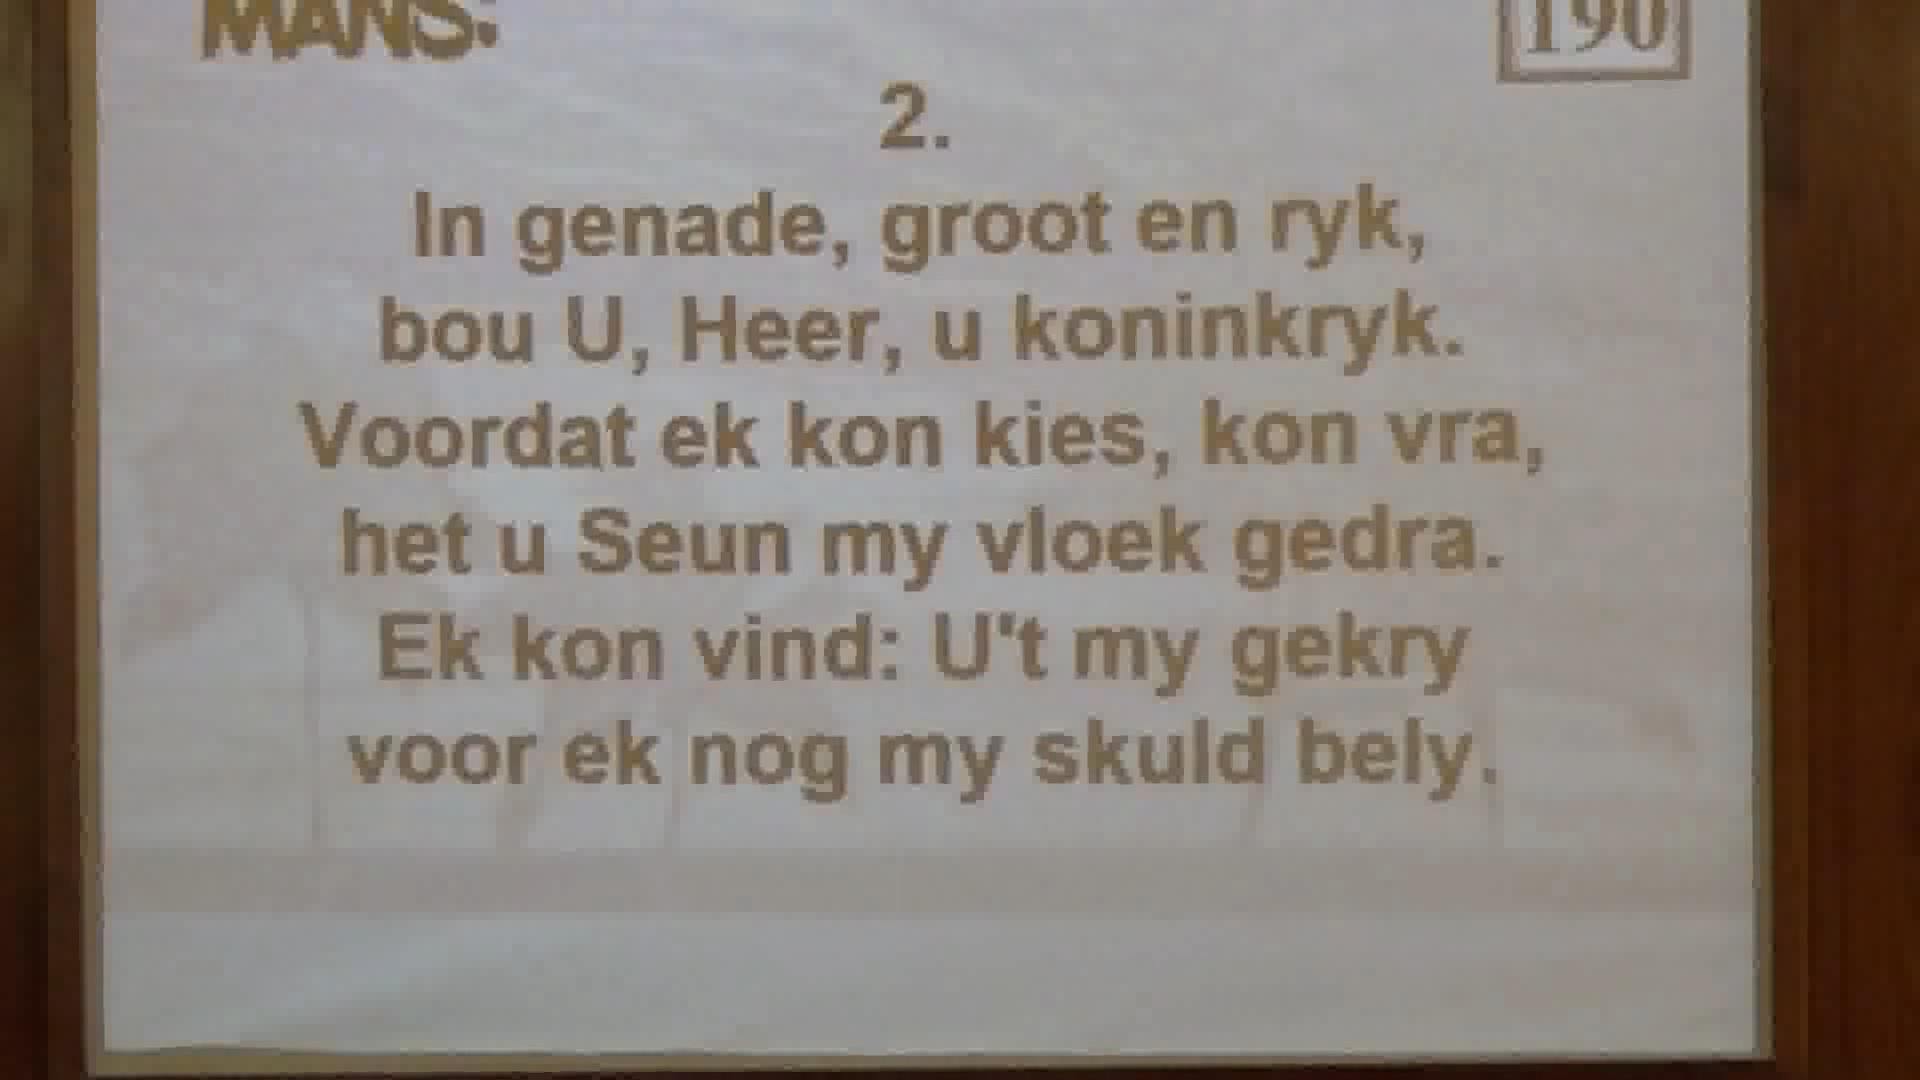 MANS:
190
2.
In genade, groot en ryk,
bou U, Heer, u koninkryk.
Voordat ek kon kies, kon vra,
het u Seun my vloek gedra.
Ek kon vind: U't my gekry
voor ek nog my skuld bely.